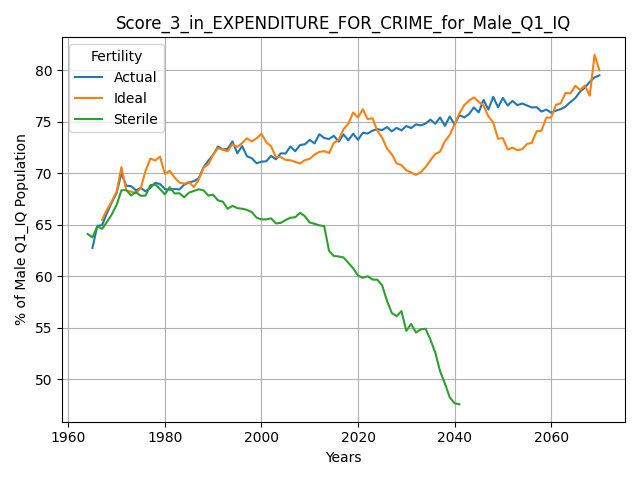 Score_3_in_EXPENDITURE_FOR_CRIME_for_Male_Q1_IQ
Fertility
Actual
Ideal
Sterile
% of Male Q1_IQ Population
80
75
70
65
60
55
50
1960 1980 2000 2020 2040 2060
Years